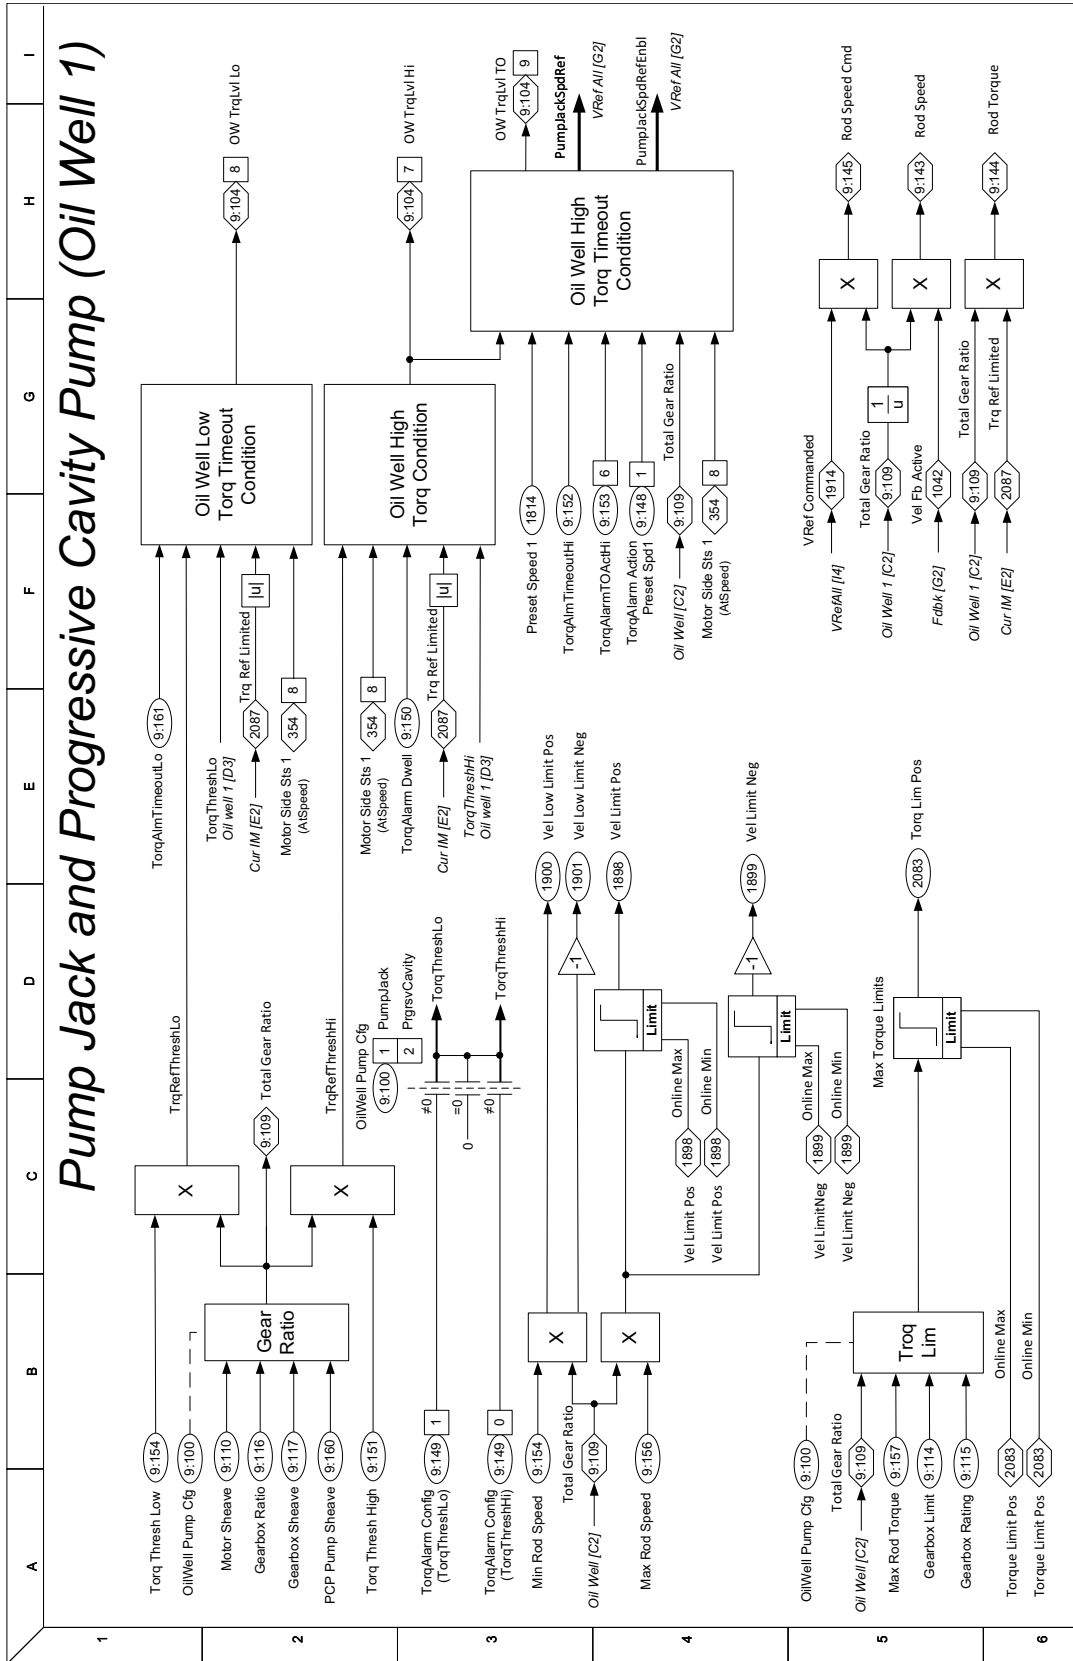 Pump Jack and Progressive Cavity Pump (Oil Well 1)
A
B
C
D
E
F
G
H
I
1
2
3
4
5
6
Torq Thresh Low
9:154
OilWell Pump Cfg
9:100
Motor Sheave
9:110
Gearbox Ratio
9:116
Gearbox Sheave
9:117
PCP Pump Sheave
9:160
Torq Thresh High
9:151
Gear
Ratio
X
X
9:109
Total Gear Ratio
TrqRefThreshLo
TrqRefThreshHi
TorqAlmTimeoutLo
9:161
TorqThreshLo
Oil well 1 [D3]
Cur IM [E2]
2087
Trq Ref Limited
|u|
Motor Side Sts 1
(AtSpeed)
354
8
Oil Well Low
Torq Timeout
Condition
9:104
8
OW TrqLvl Lo
Motor Side Sts 1
(AtSpeed)
354
8
TorqAlarm Dwell
9:150
Cur IM [E2]
2087
Trq Ref Limited
|u|
TorqThreshHi
Oil well 1 [D3]
Oil Well High
Torq Condition
9:104
7
OW TrqLvl Hi
TorqAlarm Config
(TorqThreshLo)
9:149
1
TorqAlarm Config
(TorqThreshHi)
9:149
0
OilWell Pump Cfg
9:100
1
PumpJack
2
PrgrsvCavity
≠0
=0
≠0
0
TorqThreshLo
TorqThreshHi
Preset Speed 1
1814
TorqAlmTimeoutHi
9:152
TorqAlarmTOActHi
9:153
6
TorqAlarm Action
Preset Spd1
9:148
1
Oil Well [C2]
9:109
Total Gear Ratio
Motor Side Sts 1
(AtSpeed)
354
8
Oil Well High
Torq Timeout
Condition
OW TrqLvl TO
9:104
9
PumpJackSpdRef
VRef All [G2]
PumpJackSpdRefEnbl
VRef All [G2]
Min Rod Speed
9:154
Total Gear Ratio
Oil Well [C2]
9:109
Max Rod Speed
9:156
X
X
1900
Vel Low Limit Pos
-1
1901
Vel Low Limit Neg
Limit
1898
Vel Limit Pos
Vel Limit Pos
1898
Online Max
Vel Limit Pos
1898
Online Min
Limit
-1
1899
Vel Limit Neg
Vel LimitNeg
1899
Online Max
Vel Limit Neg
1899
Online Min
OilWell Pump Cfg
9:100
Total Gear Ratio
Oil Well [C2]
9:109
Max Rod Torque
9:157
Gearbox Limit
9:114
Gearbox Rating
9:115
Troq
Lim
Max Torque Limits
Limit
2083
Torq Lim Pos
Torque Limit Pos
2083
Online Max
Torque Limit Pos
2083
Online Min
VRef Commanded
VRefAll [I4]
1914
X
9:145
Rod Speed Cmd
Total Gear Ratio
Oil Well 1 [C2]
9:109
1
u
Vel Fb Active
Fdbk [G2]
1042
X
9:143
Rod Speed
Oil Well 1 [C2]
9:109
Total Gear Ratio
Cur IM [E2]
2087
Trq Ref Limited
X
9:144
Rod Torque